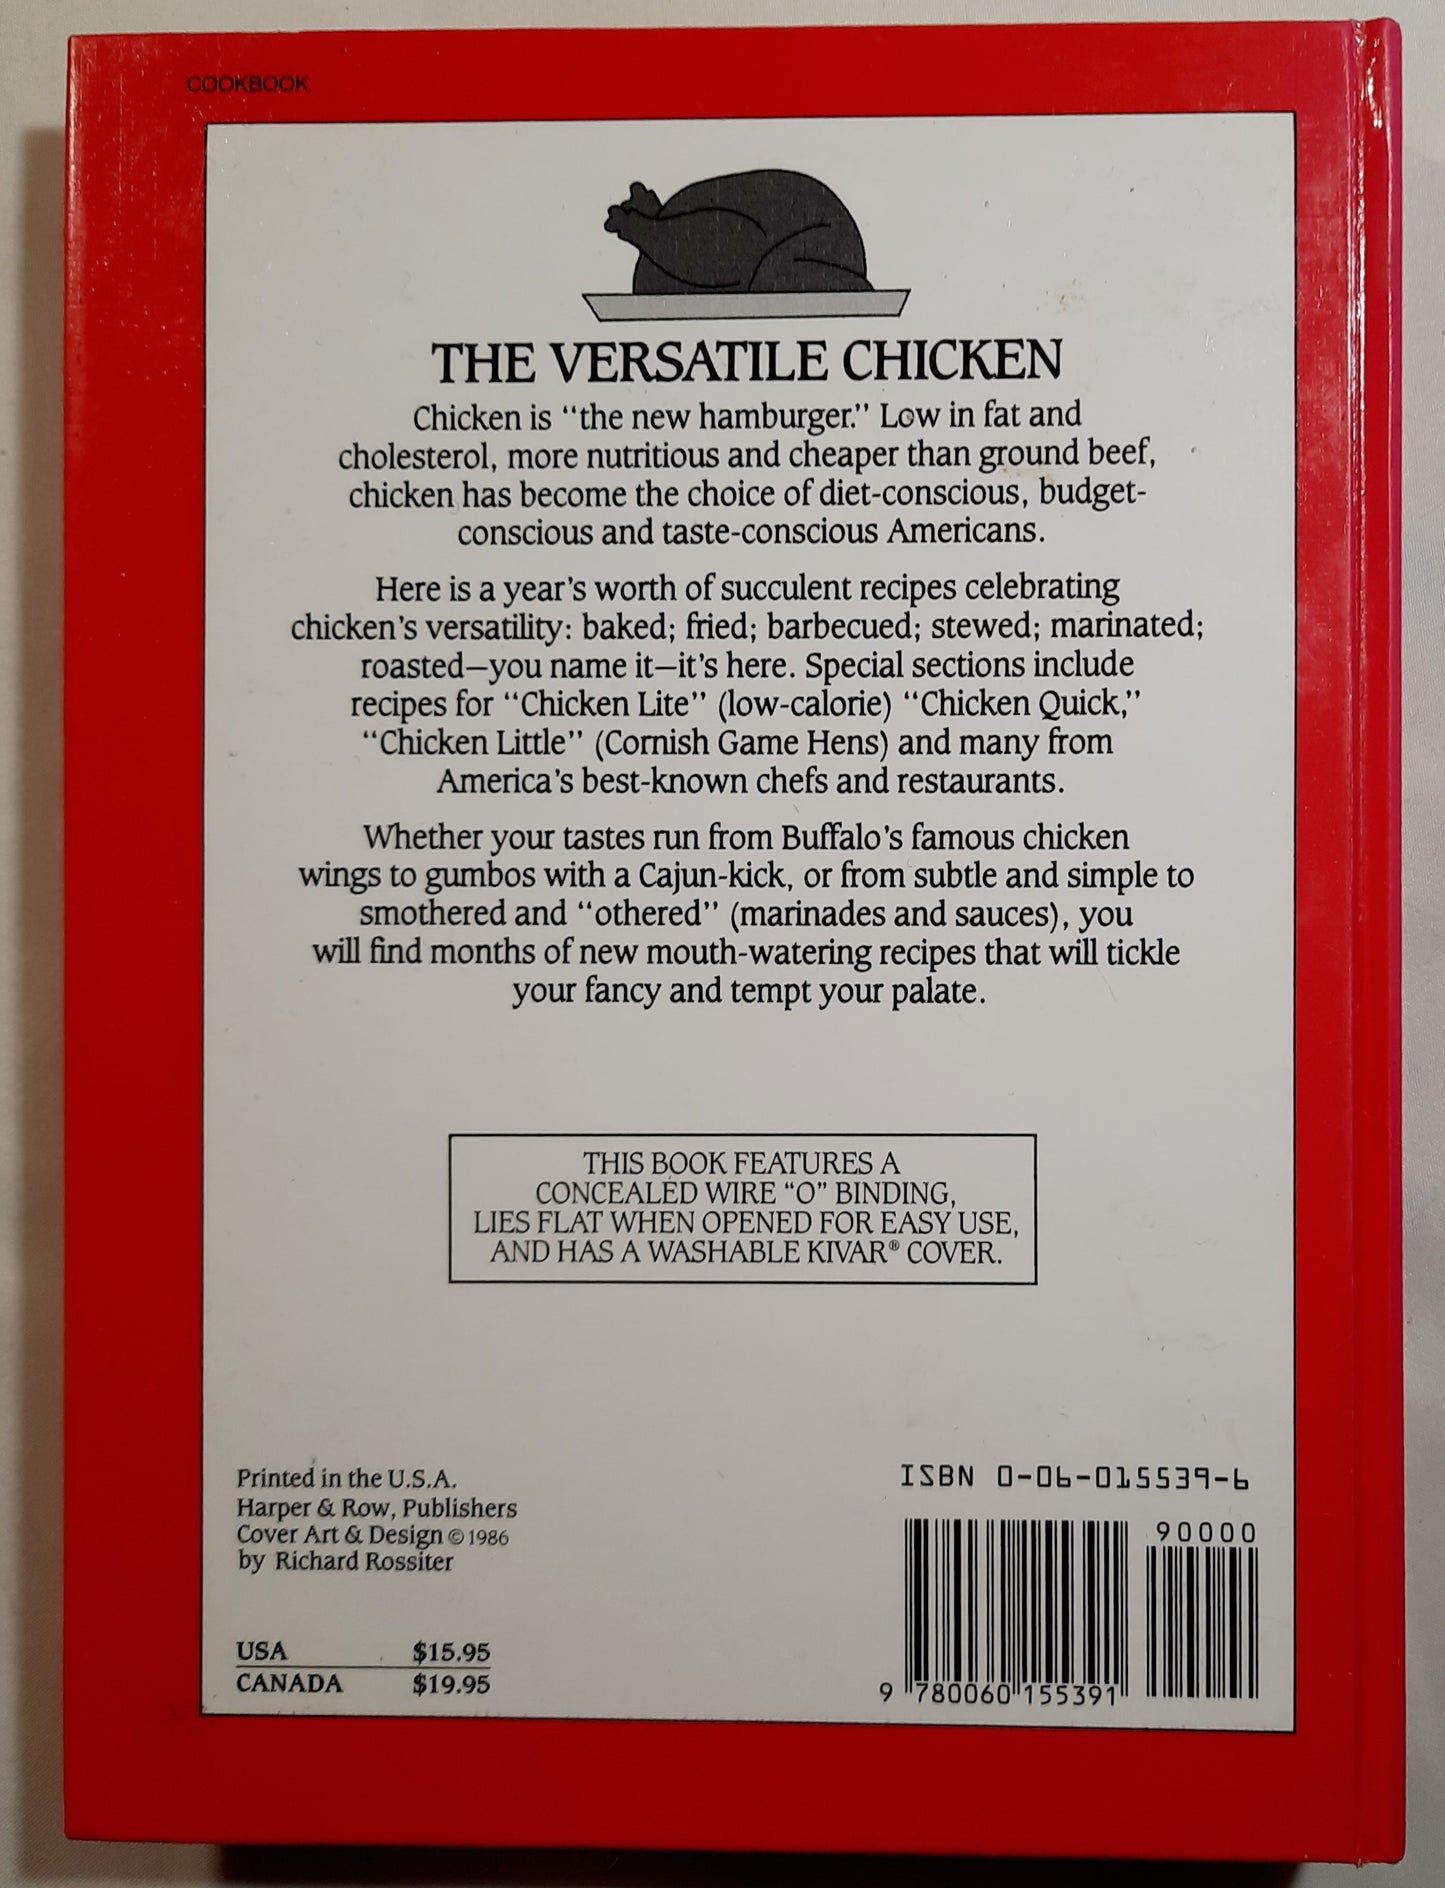 COOKBOOK
THE VERSATILE CHICKEN
Chicken is “the new hamburger.” Low in fat and
cholesterol, more nutritious and cheaper than ground beef,
chicken has become the choice of diet-conscious, budget-
conscious and taste-conscious Americans.
Here is a year’s worth of succulent recipes celebrating
chicken’s versatility: baked; fried; barbecued; stewed; marinated;
roasted—you name it—it’s here. Special sections include
recipes for “Chicken Lite” (low-calorie) “Chicken Quick,”
“Chicken Little” (Cornish Game Hens) and many from
America’s best-known chefs and restaurants.
Whether your tastes run from Buffalo’s famous chicken
wings to gumbos with a Cajun-kick, or from subtle and simple to
smothered and “othered” (marinades and sauces), you
will find months of new mouth-watering recipes that will tickle
your fancy and tempt your palate.
THIS BOOK FEATURES A
CONCEALED WIRE “O” BINDING,
LIES FLAT WHEN OPENED FOR EASY USE,
AND HAS A WASHABLE KIVAR® COVER.
Printed in the U.S.A.
Harper & Row, Publishers
Cover Art & Design © 1986
by Richard Rossiter
USA $15.95
CANADA $19.95
ISBN 0-06-015539-6
90000
9 780060 155391